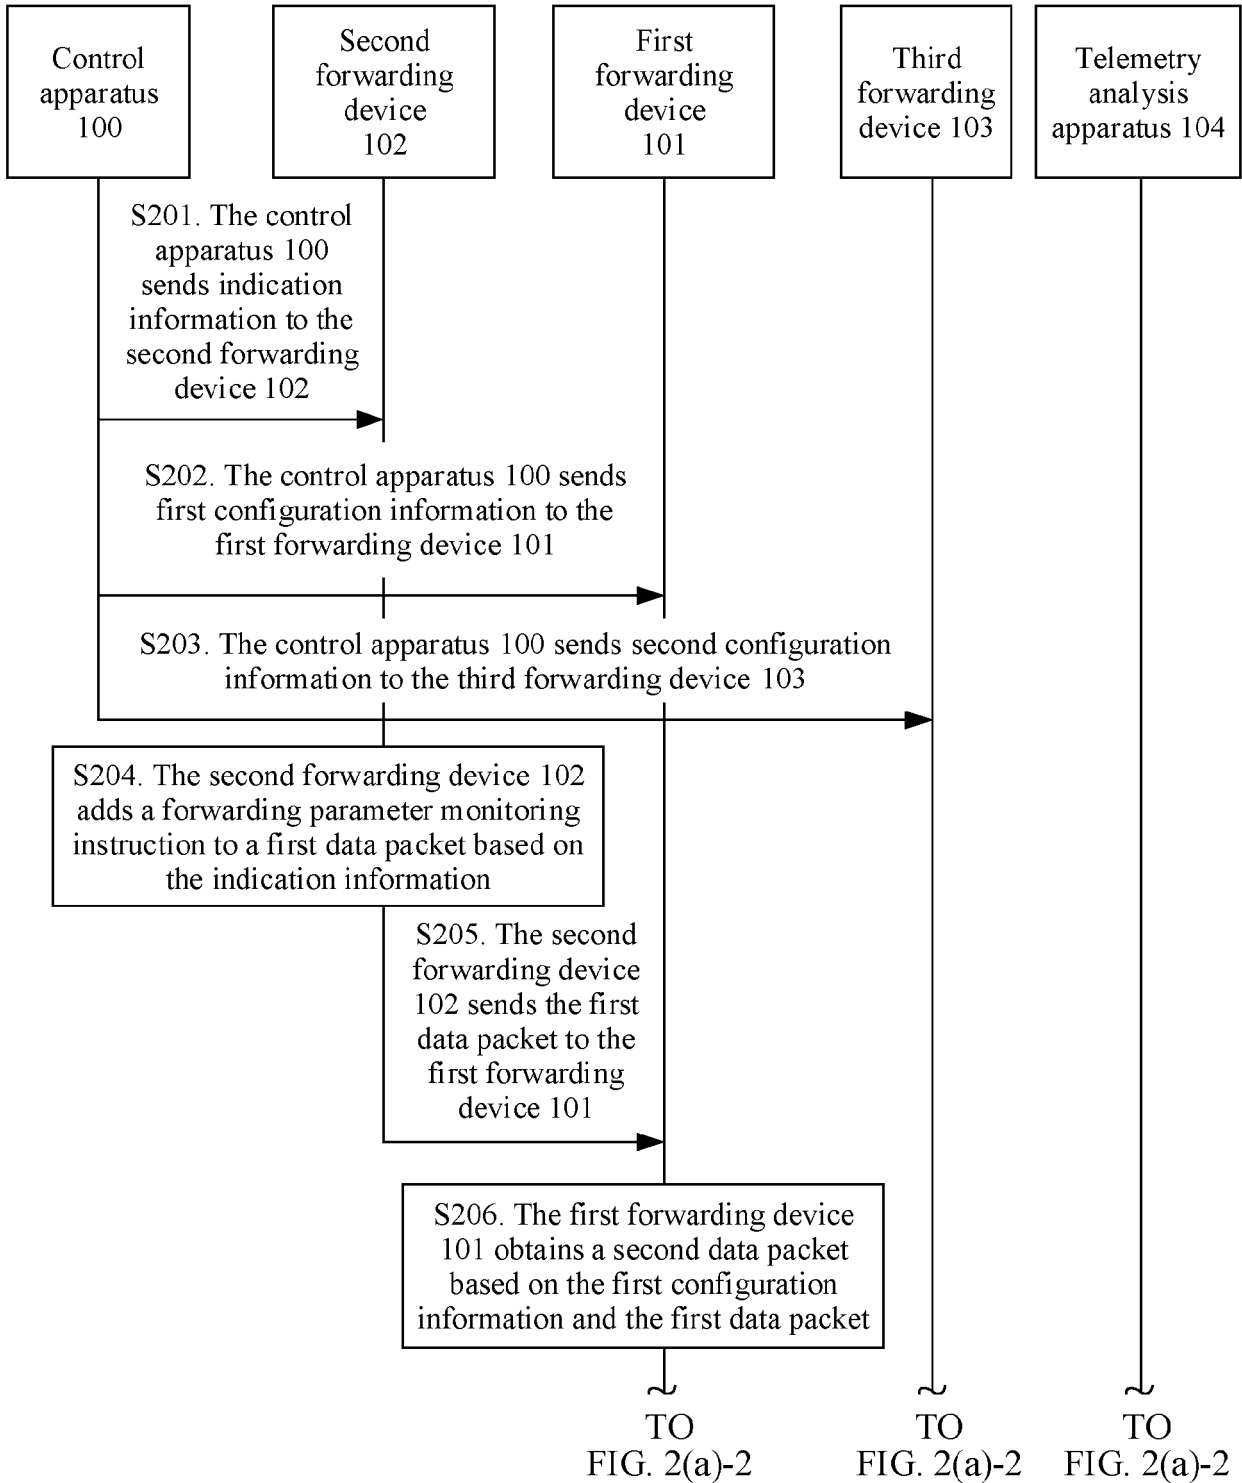 Control
apparatus
100
Second
forwarding
device
102
First
forwarding
device
101
Third
forwarding
device 103
Telemetry
analysis
apparatus 104
S201. The control
apparatus 100
sends indication
information to the
second forwarding
device 102
S202. The control apparatus 100 sends
first configuration information to the
first forwarding device 101
S203. The control apparatus 100 sends second configuration
information to the third forwarding device 103
S204. The second forwarding device 102
adds a forwarding parameter monitoring
instruction to a first data packet based on
the indication information
S205. The second
forwarding device
102 sends the first
data packet to the
first forwarding
device 101
S206. The first forwarding device
101 obtains a second data packet
based on the first configuration
information and the first data packet
TO
FIG. 2(a)-2
TO
FIG. 2(a)-2
TO
FIG. 2(a)-2